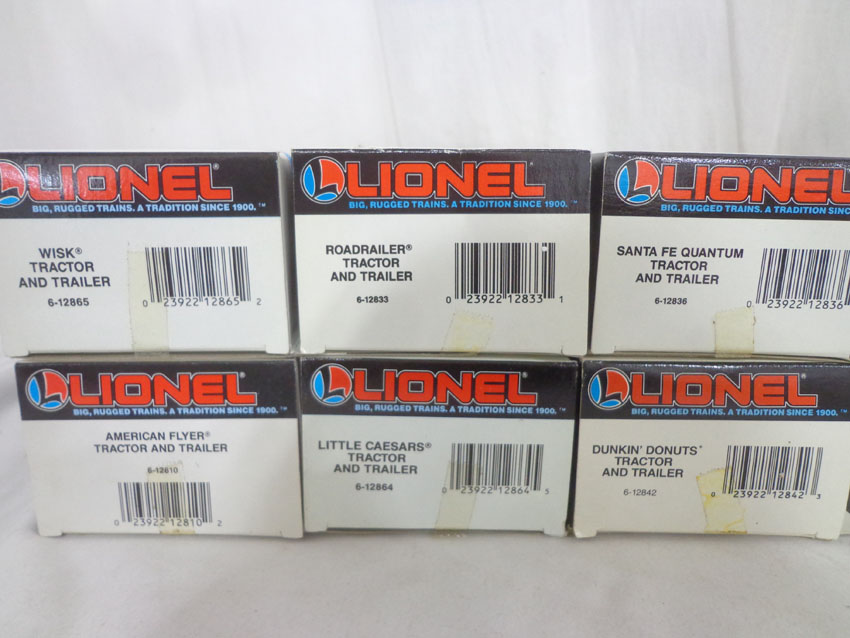 LIONEL®
BIG, RUGGED TRAINS. A TRADITION SINCE 1900.™
WISK®
TRACTOR
AND TRAILER
6-12865
0 23922 12865 2
LIONEL®
BIG, RUGGED TRAINS. A TRADITION SINCE 1900.
ROADRAILER®
TRACTOR
AND TRAILER
6-12833
0 23922 12833 1
LIONEL
BIG, RUGGED TRAINS. A TRADITION SINC
SANTA FE QUANTUM
TRACTOR
AND TRAILER
6-12836
0 23922 12836
LIONEL®
BIG, RUGGED TRAINS. A TRADITION SINCE 1900.™
AMERICAN FLYER®
TRACTOR AND TRAILER
6-12810
0 23922 12810 2
LIONEL®
BIG, RUGGED TRAINS. A TRADITION SINCE 1900.™
LITTLE CAESARS®
TRACTOR
AND TRAILER
6-12864
0 23922 12864 5
LIONEL®
BIG, RUGGED TRAINS. A TRADITION SINCE 1900.™
DUNKIN' DONUTS®
TRACTOR
AND TRAILER
6-12842
0 23922 12842 3